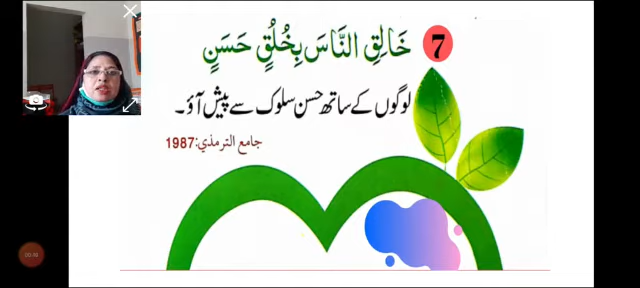 7 خَالِقِ النَّاسَ بِخُلُقٍ حَسَنٍ
لوگوں کے ساتھ حسن سلوک سے پیش آؤ۔
جامع الترمذي:1987